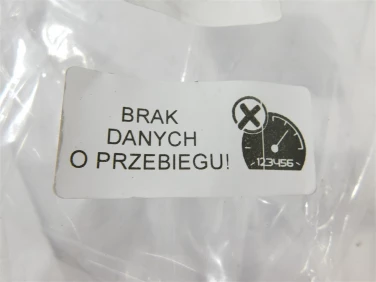 BRAK
DANYCH
O PRZEBIEGU!
123456